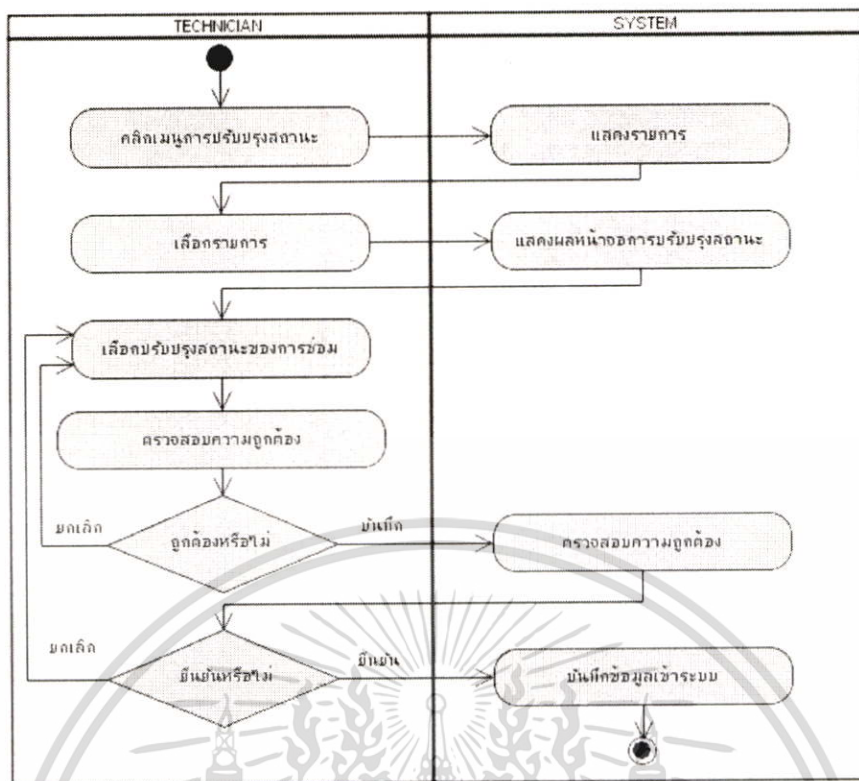 TECHNICIAN
SYSTEM
คลิกเมนูการปรับปรุงสถานะ
แสดงรายการ
เลือกรายการ
แสดงผลหน้าจอการปรับปรุงสถานะ
เลือกปรับปรุงสถานะของการซ่อม
ตรวจสอบความถูกต้อง
ยกเลิก
ถูกต้องหรือไม่
บันทึก
ตรวจสอบความถูกต้อง
ยกเลิก
ยืนยันหรือไม่
ยืนยัน
บันทึกข้อมูลเข้าระบบ